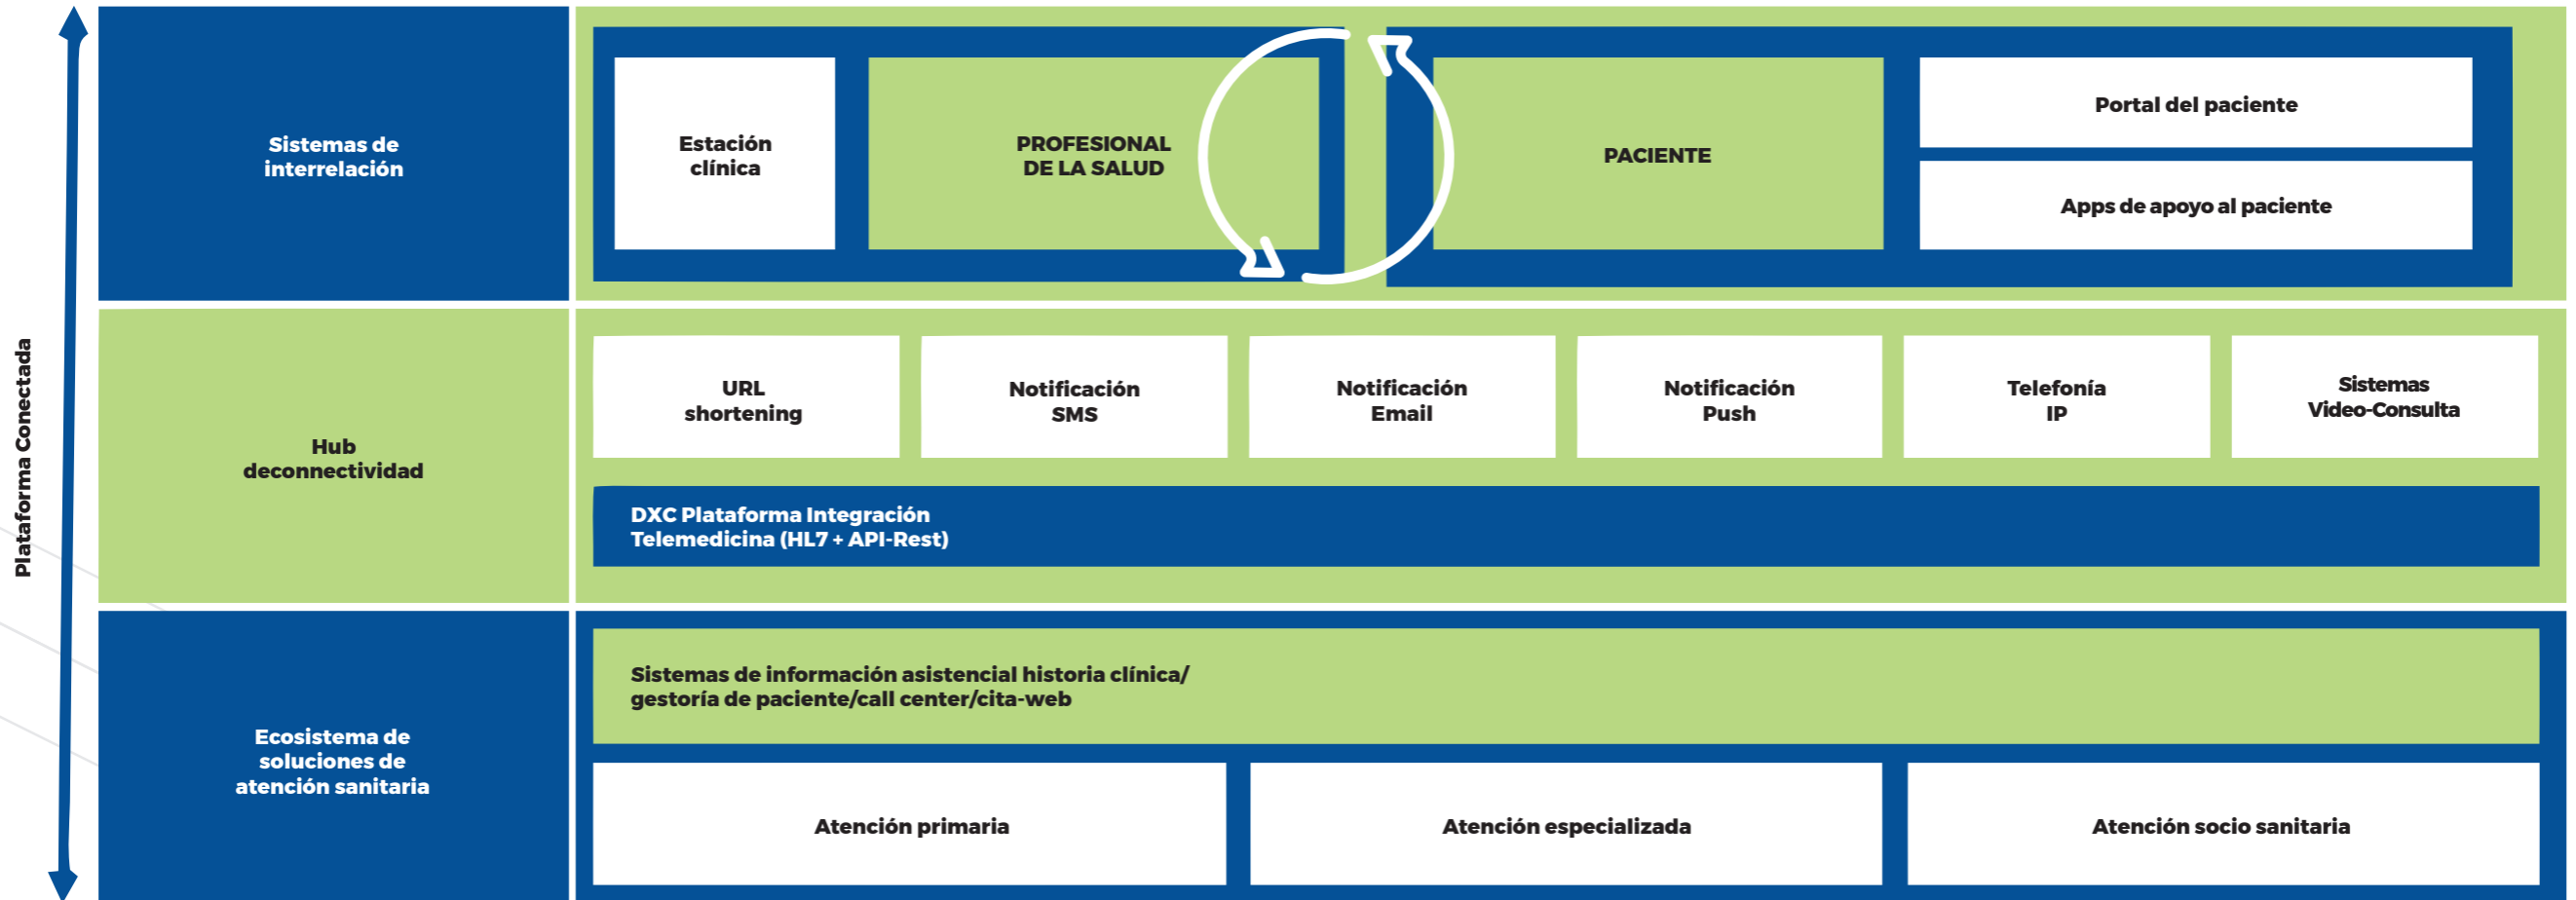 Plataforma Conectada
Sistemas de
interrelación
Estación
clínica
PROFESIONAL
DE LA SALUD
PACIENTE
Portal del paciente
Apps de apoyo al paciente
Hub
deconnectividad
URL
shortening
Notificación
SMS
Notificación
Email
Notificación
Push
Telefonía
IP
Sistemas
Video-Consulta
DXC Plataforma Integración
Telemedicina (HL7 + API-Rest)
Ecosistema de
soluciones de
atención sanitaria
Sistemas de información asistencial historia clínica/
gestoría de paciente/call center/cita-web
Atención primaria
Atención especializada
Atención socio sanitaria